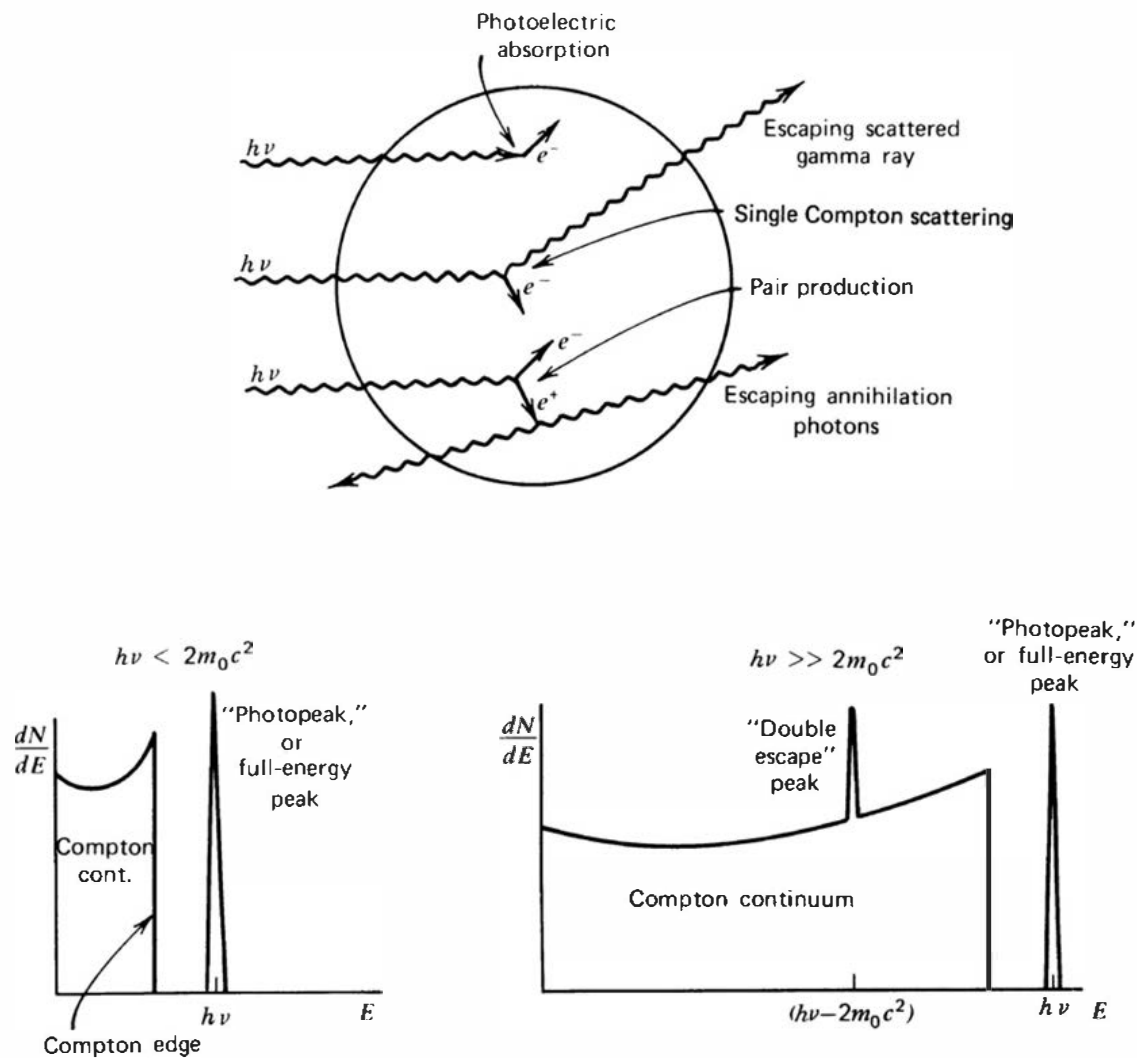 Photoelectric
absorption
Escaping scattered
gamma ray
hν
e⁻
Single Compton scattering
hν
e⁻
Pair production
e⁻
hν
e⁺
Escaping annihilation
photons
hν < 2m₀c²
dN
dE
"Photopeak,"
or
full-energy
peak
Compton
cont.
hν
E
Compton edge
hν >> 2m₀c²
"Photopeak,"
or full-energy
peak
dN
dE
"Double
escape"
peak
Compton continuum
(hν−2m₀c²)
hν
E